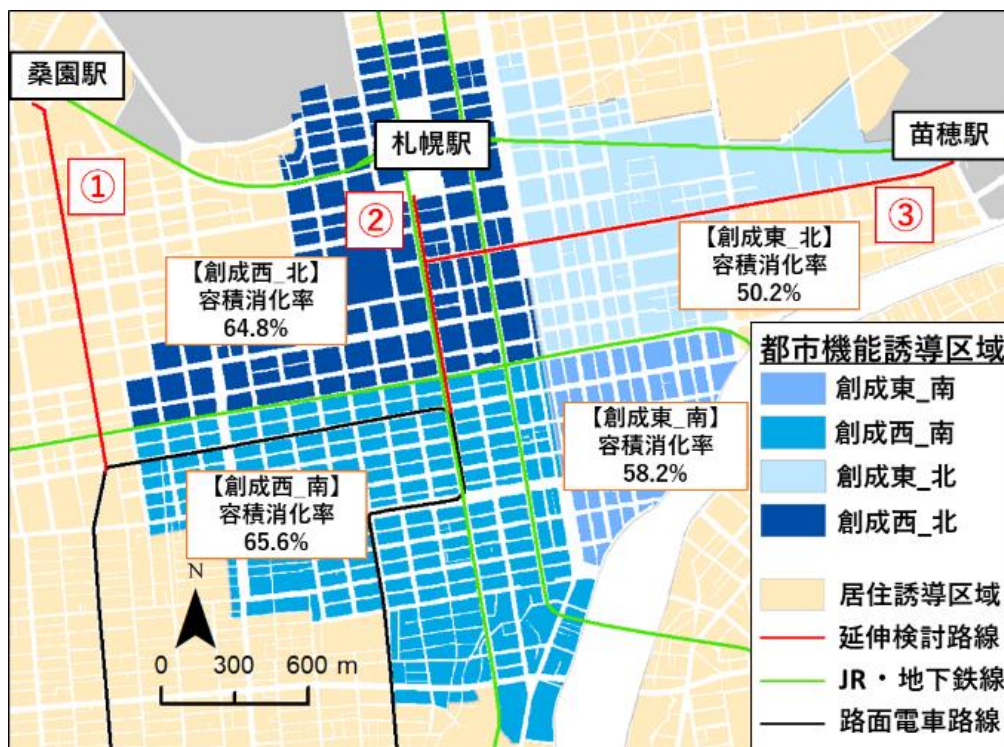 桑園駅
札幌駅
苗穂駅
①
②
③
【創成西_北】
容積消化率
64.8%
【創成東_北】
容積消化率
50.2%
【創成東_南】
容積消化率
58.2%
【創成西_南】
容積消化率
65.6%
N
0 300 600 m
都市機能誘導区域
創成東_南
創成西_南
創成東_北
創成西_北
居住誘導区域
延伸検討路線
JR・地下鉄線
路面電車路線